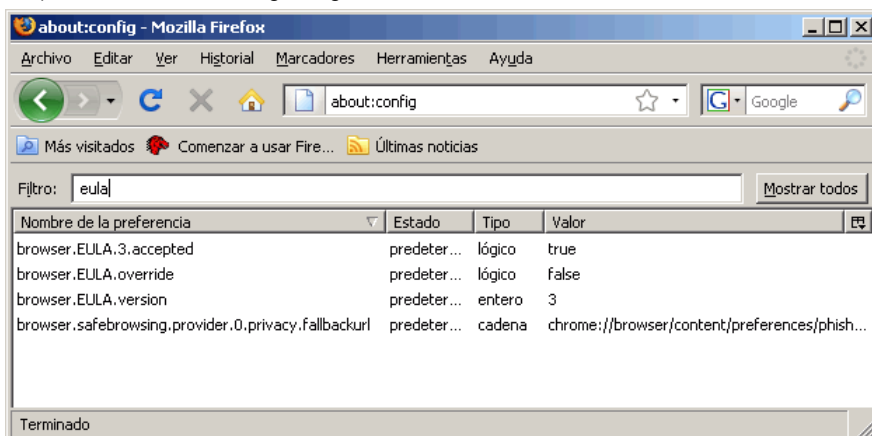 about:config - Mozilla Firefox
Archivo Editar Ver Historial Marcadores Herramientas Ayuda
about:config G Google
Más visitados Comenzar a usar Fire... Últimas noticias
Filtro: eula Mostrar todos
Nombre de la preferencia Estado Tipo Valor
browser.EULA.3.accepted predeter... lógico true
browser.EULA.override predeter... lógico false
browser.EULA.version predeter... entero 3
browser.safebrowsing.provider.0.privacy.fallbackurl predeter... cadena chrome://browser/content/preferences/phish...
Terminado